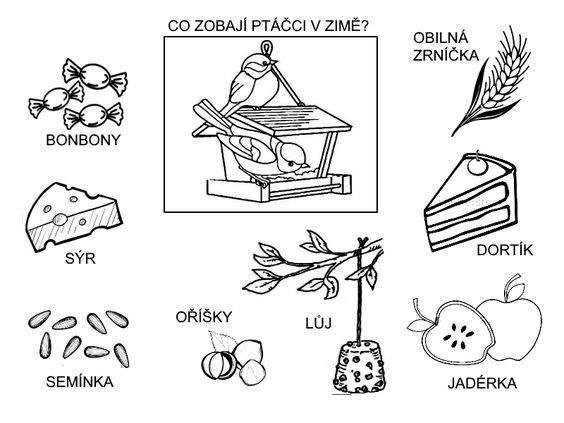 CO ZOBAJÍ PTÁČCI V ZIMĚ?
OBILNÁ
ZRNÍČKA
BONBONY
SÝR
DORTÍK
OŘÍŠKY
LŮJ
SEMÍNKA
JADÉRKA